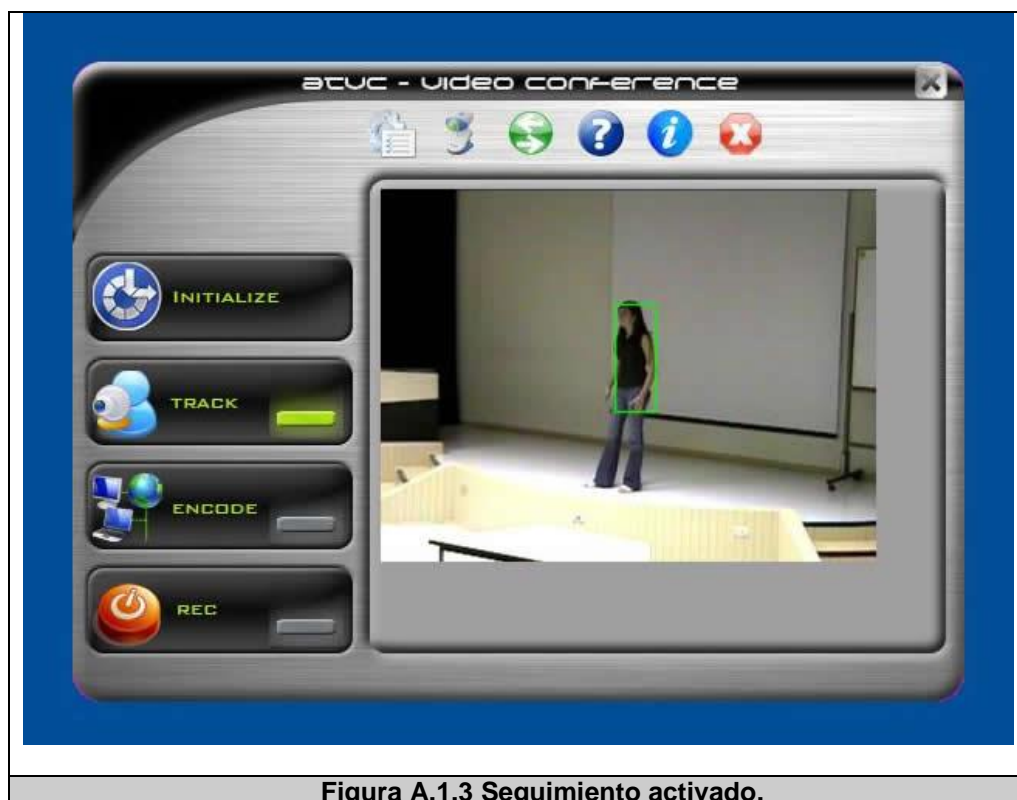 ATVC - VIDEO CONFERENCE
INITIALIZE
TRACK
ENCODE
REC
Figura A.1.3 Seguimiento activado.